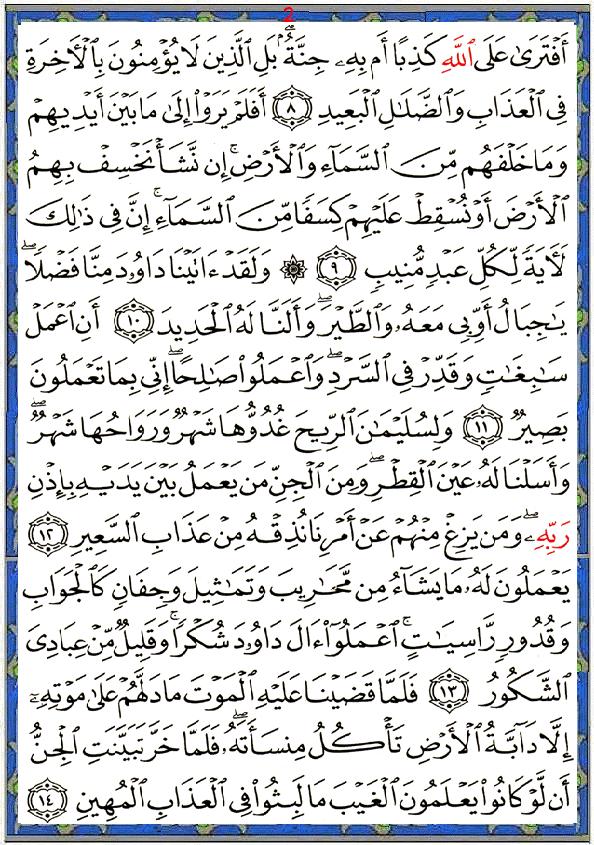 2
أَفْتَرَىٰ عَلَى ٱللَّهِ كَذِبًا أَم بِهِۦ جِنَّةٌۢ ۗ بَلِ ٱلَّذِينَ لَا يُؤْمِنُونَ بِٱلْأَخِرَةِ
فِى ٱلْعَذَابِ وَٱلضَّلَٰلِ ٱلْبَعِيدِ ٨ أَفَلَمْ يَرَوْا۟ إِلَىٰ مَا بَيْنَ أَيْدِيهِمْ
وَمَا خَلْفَهُم مِّنَ ٱلسَّمَآءِ وَٱلْأَرْضِ ۚ إِن نَّشَأْ نَخْسِفْ بِهِمُ
ٱلْأَرْضَ أَوْ نُسْقِطْ عَلَيْهِمْ كِسَفًا مِّنَ ٱلسَّمَآءِ ۚ إِنَّ فِى ذَٰلِكَ
لَأَيَةً لِّكُلِّ عَبْدٍ مُّنِيبٍ ٩ ۞ وَلَقَدْ ءَاتَيْنَا دَاوُۥدَ مِنَّا فَضْلًا ۖ
يَٰجِبَالُ أَوِّبِى مَعَهُۥ وَٱلطَّيْرَ ۖ وَأَلَنَّا لَهُ ٱلْحَدِيدَ ١٠ أَنِ ٱعْمَلْ
سَٰبِغَٰتٍ وَقَدِّرْ فِى ٱلسَّرْدِ ۖ وَٱعْمَلُوا۟ صَٰلِحًا ۖ إِنِّى بِمَا تَعْمَلُونَ
بَصِيرٌ ١١ وَلِسُلَيْمَٰنَ ٱلرِّيحَ غُدُوُّهَا شَهْرٌ وَرَوَاحُهَا شَهْرٌ ۖ
وَأَسَلْنَا لَهُۥ عَيْنَ ٱلْقِطْرِ ۖ وَمِنَ ٱلْجِنِّ مَن يَعْمَلُ بَيْنَ يَدَيْهِ بِإِذْنِ
رَبِّهِۦ ۖ وَمَن يَزِغْ مِنْهُمْ عَنْ أَمْرِنَا نُذِقْهُ مِنْ عَذَابِ ٱلسَّعِيرِ ١٢
يَعْمَلُونَ لَهُۥ مَا يَشَآءُ مِن مَّحَٰرِيبَ وَتَمَٰثِيلَ وَجِفَانٍ كَٱلْجَوَابِ
وَقُدُورٍ رَّاسِيَٰتٍ ۚ ٱعْمَلُوٓا۟ ءَالَ دَاوُۥدَ شُكْرًا ۚ وَقَلِيلٌ مِّنْ عِبَادِىَ
ٱلشَّكُورُ ١٣ فَلَمَّا قَضَيْنَا عَلَيْهِ ٱلْمَوْتَ مَا دَلَّهُمْ عَلَىٰ مَوْتِهِۦٓ
إِلَّا دَآبَّةُ ٱلْأَرْضِ تَأْكُلُ مِنسَأَتَهُۥ ۖ فَلَمَّا خَرَّ تَبَيَّنَتِ ٱلْجِنُّ
أَن لَّوْ كَانُوا۟ يَعْلَمُونَ ٱلْغَيْبَ مَا لَبِثُوا۟ فِى ٱلْعَذَابِ ٱلْمُهِينِ ١٤